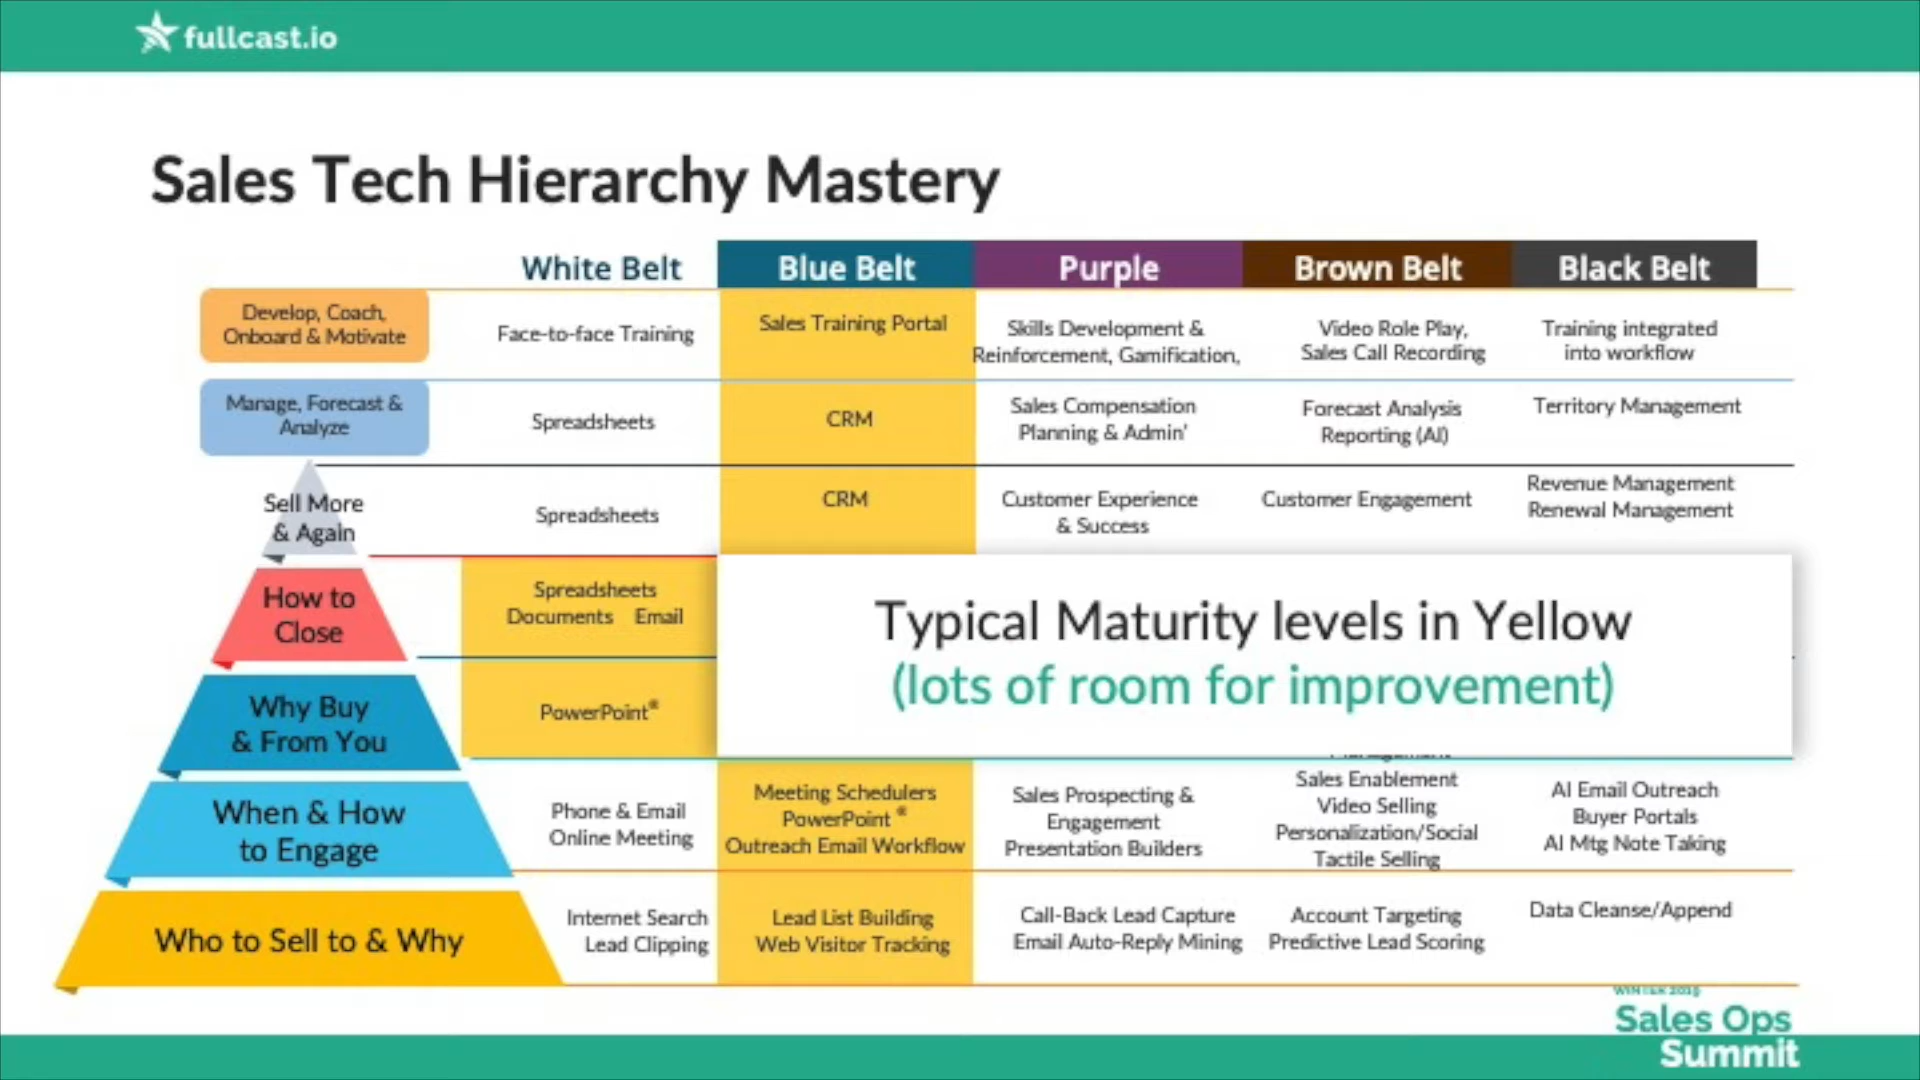 fullcast.io
Sales Tech Hierarchy Mastery
White Belt
Blue Belt
Purple
Brown Belt
Black Belt
Develop, Coach,
Onboard & Motivate
Face-to-face Training
Sales Training Portal
Skills Development &
Reinforcement, Gamification,
Video Role Play,
Sales Call Recording
Training integrated
into workflow
Manage, Forecast &
Analyze
Spreadsheets
CRM
Sales Compensation
Planning & Admin'
Forecast Analysis
Reporting (AI)
Territory Management
Sell More
& Again
Spreadsheets
CRM
Customer Experience
& Success
Customer Engagement
Revenue Management
Renewal Management
How to
Close
Spreadsheets
Documents Email
Typical Maturity levels in Yellow
(lots of room for improvement)
Why Buy
& From You
PowerPoint®
When & How
to Engage
Phone & Email
Online Meeting
Meeting Schedulers
PowerPoint ®
Outreach Email Workflow
Sales Prospecting &
Engagement
Presentation Builders
Sales Enablement
Video Selling
Personalization/Social
Tactile Selling
AI Email Outreach
Buyer Portals
AI Mtg Note Taking
Who to Sell to & Why
Internet Search
Lead Clipping
Lead List Building
Web Visitor Tracking
Call-Back Lead Capture
Email Auto-Reply Mining
Account Targeting
Predictive Lead Scoring
Data Cleanse/Append
WINTER 2019
Sales Ops
Summit